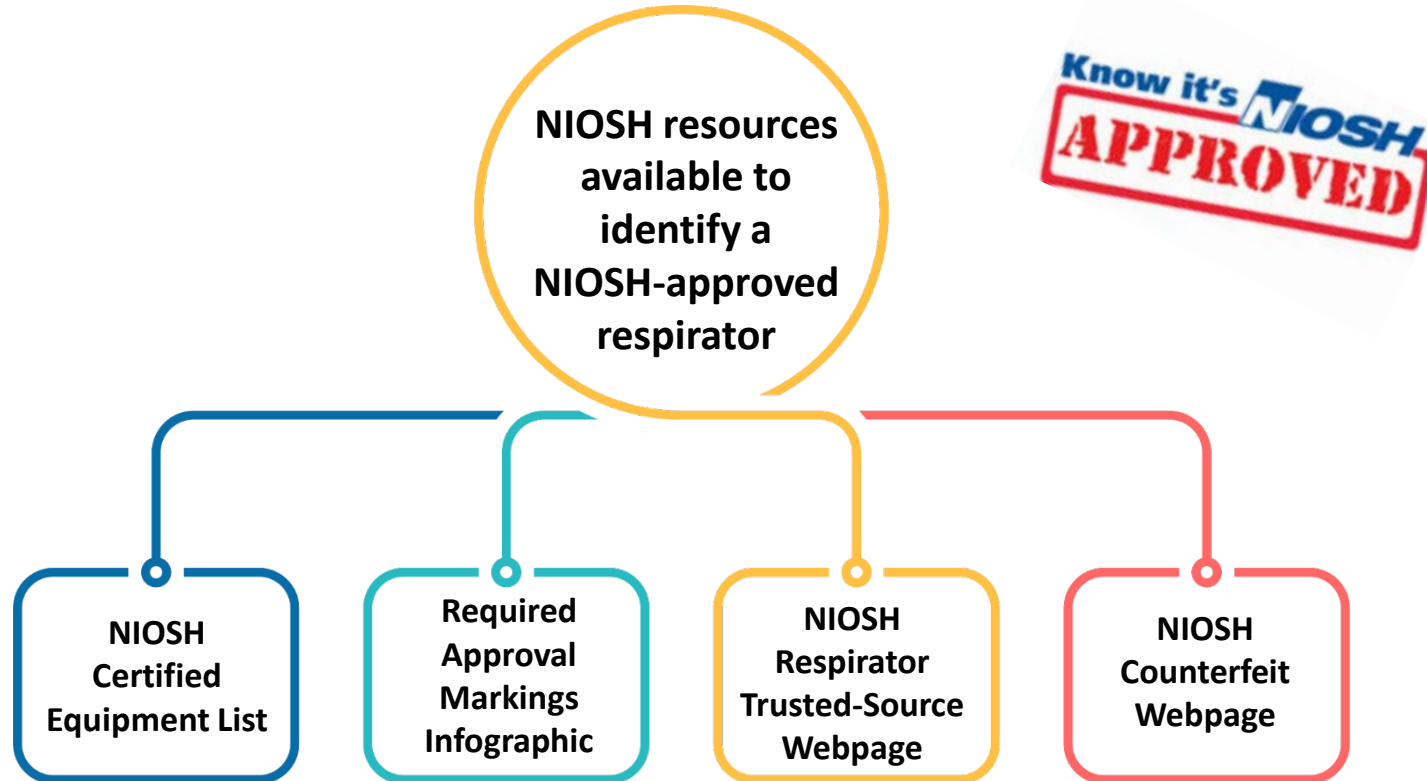 NIOSH resources
available to
identify a
NIOSH-approved
respirator
Know it's NIOSH
APPROVED
NIOSH
Certified
Equipment List
Required
Approval
Markings
Infographic
NIOSH
Respirator
Trusted-Source
Webpage
NIOSH
Counterfeit
Webpage